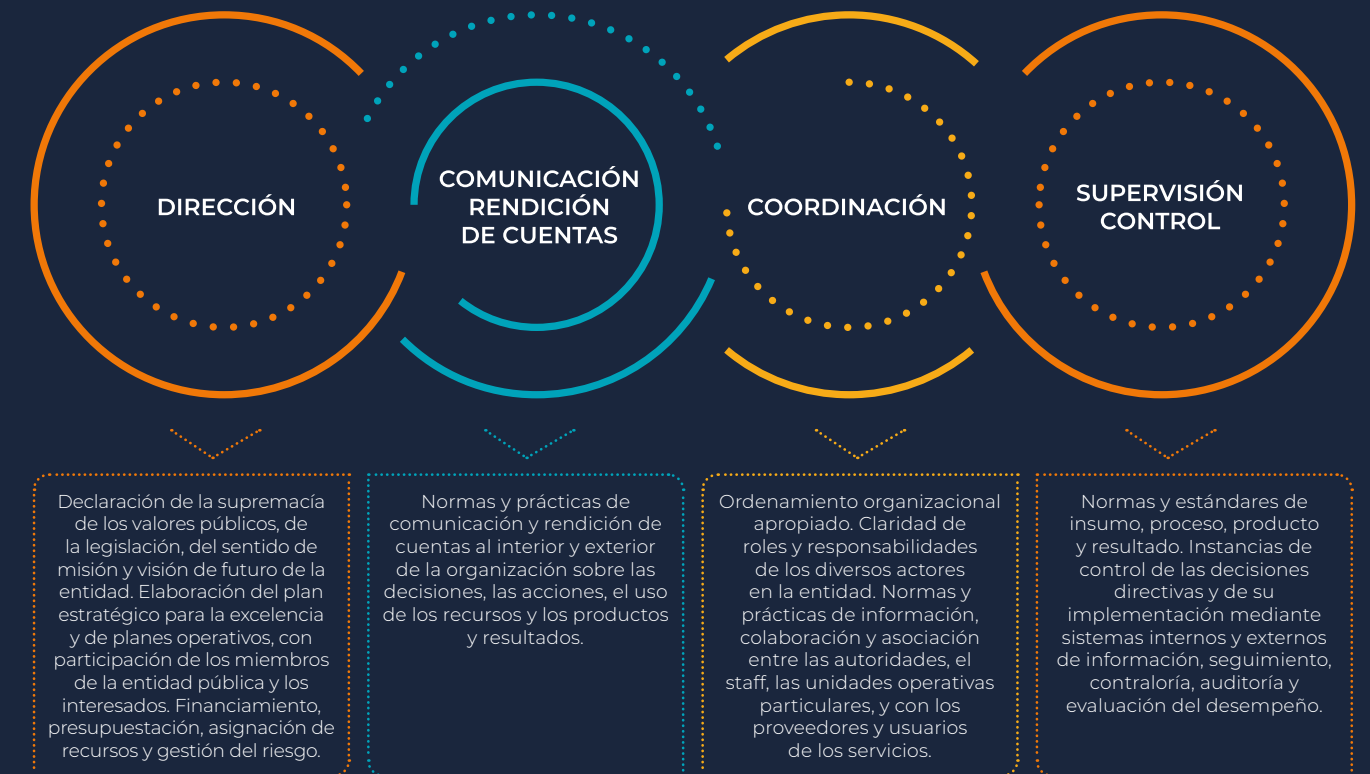 DIRECCIÓN
COMUNICACIÓN
RENDICIÓN
DE CUENTAS
COORDINACIÓN
SUPERVISIÓN
CONTROL
Declaración de la supremacía
de los valores públicos, de
la legislación, del sentido de
misión y visión de futuro de la
entidad. Elaboración del plan
estratégico para la excelencia
y de planes operativos, con
participación de los miembros
de la entidad pública y los
interesados. Financiamiento,
presupuestación, asignación de
recursos y gestión del riesgo.
Normas y prácticas de
comunicación y rendición de
cuentas al interior y exterior
de la organización sobre las
decisiones, las acciones, el uso
de los recursos y los productos
y resultados.
Ordenamiento organizacional
apropiado. Claridad de
roles y responsabilidades
de los diversos actores
en la entidad. Normas y
prácticas de información,
colaboración y asociación
entre las autoridades, el
staff, las unidades operativas
particulares, y con los
proveedores y usuarios
de los servicios.
Normas y estándares de
insumo, proceso, producto
y resultado. Instancias de
control de las decisiones
directivas y de su
implementación mediante
sistemas internos y externos
de información, seguimiento,
contraloría, auditoría y
evaluación del desempeño.